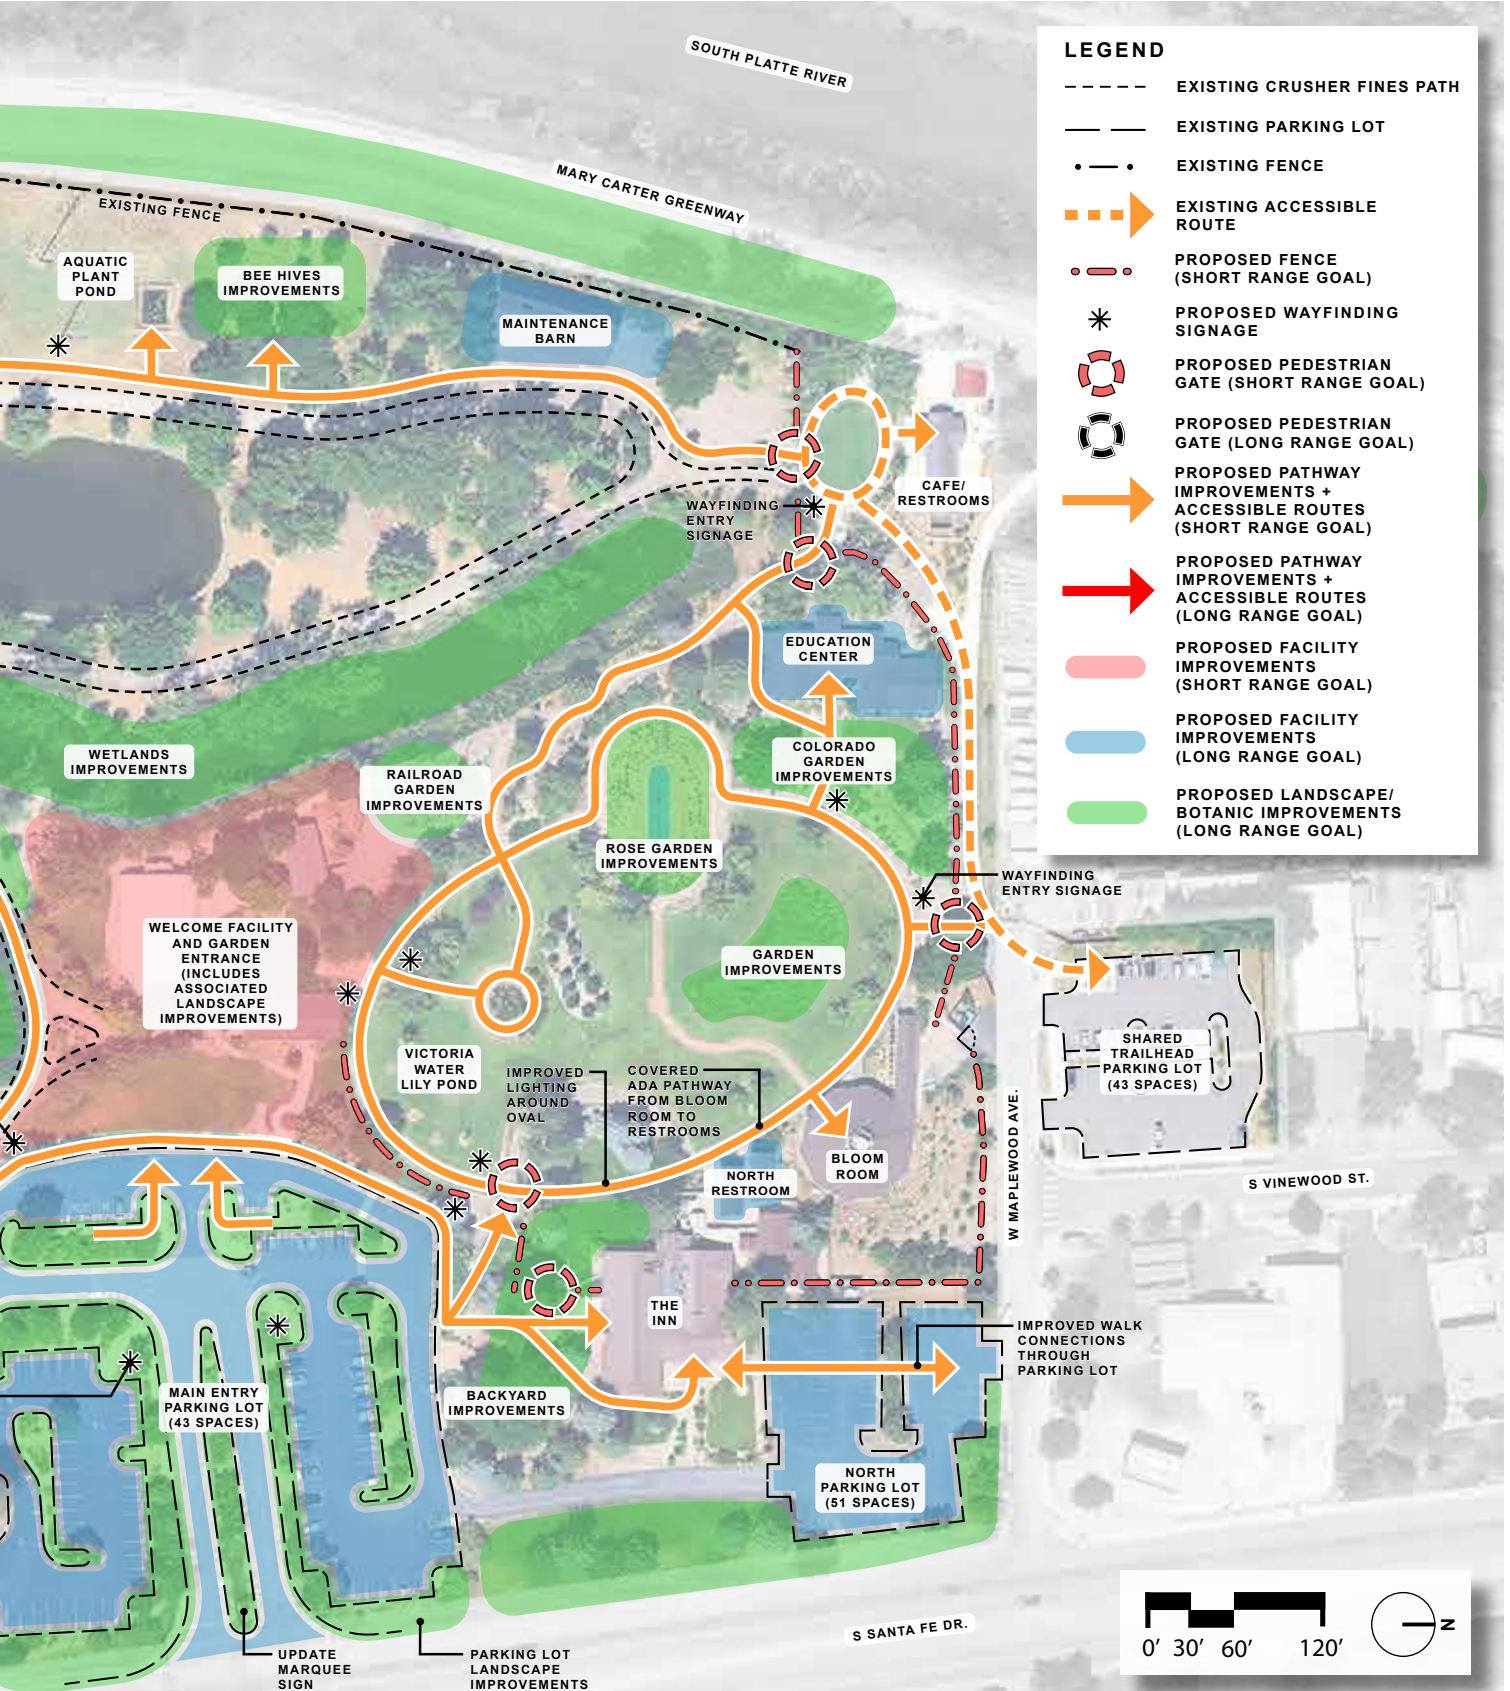 SOUTH PLATTE RIVER
MARY CARTER GREENWAY
EXISTING FENCE
AQUATIC
PLANT
POND
BEE HIVES
IMPROVEMENTS
MAINTENANCE
BARN
CAFE/
RESTROOMS
WAYFINDING
ENTRY
SIGNAGE
EDUCATION
CENTER
WETLANDS
IMPROVEMENTS
RAILROAD
GARDEN
IMPROVEMENTS
COLORADO
GARDEN
IMPROVEMENTS
ROSE GARDEN
IMPROVEMENTS
WAYFINDING
ENTRY SIGNAGE
WELCOME FACILITY
AND GARDEN
ENTRANCE
(INCLUDES
ASSOCIATED
LANDSCAPE
IMPROVEMENTS)
GARDEN
IMPROVEMENTS
VICTORIA
WATER
LILY POND
IMPROVED
LIGHTING
AROUND
OVAL
COVERED
ADA PATHWAY
FROM BLOOM
ROOM TO
RESTROOMS
SHARED
TRAILHEAD
PARKING LOT
(43 SPACES)
BLOOM
ROOM
NORTH
RESTROOM
W MAPLEWOOD AVE.
S VINEWOOD ST.
THE
INN
IMPROVED WALK
CONNECTIONS
THROUGH
PARKING LOT
MAIN ENTRY
PARKING LOT
(43 SPACES)
BACKYARD
IMPROVEMENTS
NORTH
PARKING LOT
(51 SPACES)
S SANTA FE DR.
UPDATE
MARQUEE
SIGN
PARKING LOT
LANDSCAPE
IMPROVEMENTS
LEGEND
EXISTING CRUSHER FINES PATH
EXISTING PARKING LOT
EXISTING FENCE
EXISTING ACCESSIBLE
ROUTE
PROPOSED FENCE
(SHORT RANGE GOAL)
PROPOSED WAYFINDING
SIGNAGE
PROPOSED PEDESTRIAN
GATE (SHORT RANGE GOAL)
PROPOSED PEDESTRIAN
GATE (LONG RANGE GOAL)
PROPOSED PATHWAY
IMPROVEMENTS +
ACCESSIBLE ROUTES
(SHORT RANGE GOAL)
PROPOSED PATHWAY
IMPROVEMENTS +
ACCESSIBLE ROUTES
(LONG RANGE GOAL)
PROPOSED FACILITY
IMPROVEMENTS
(SHORT RANGE GOAL)
PROPOSED FACILITY
IMPROVEMENTS
(LONG RANGE GOAL)
PROPOSED LANDSCAPE/
BOTANIC IMPROVEMENTS
(LONG RANGE GOAL)
0' 30' 60' 120'
N